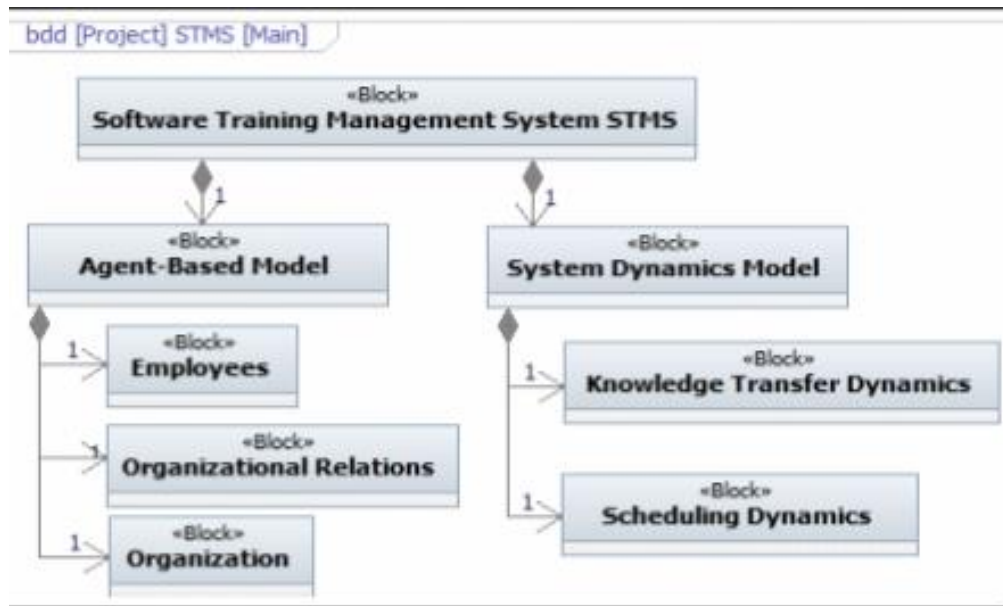 bdd [Project] STMS [Main]
«Block»
Software Training Management System STMS
1
1
«Block»
Agent-Based Model
«Block»
System Dynamics Model
1
«Block»
Employees
1
«Block»
Organizational Relations
1
«Block»
Organization
1
«Block»
Knowledge Transfer Dynamics
1
«Block»
Scheduling Dynamics